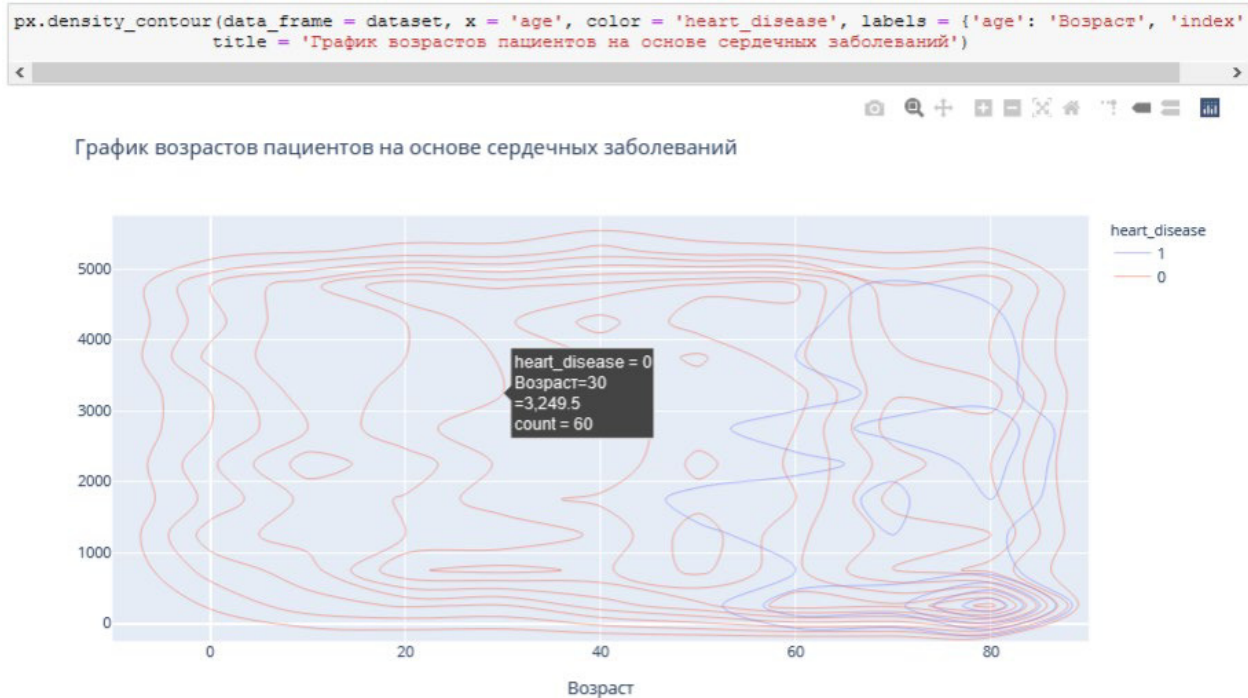 px.density_contour(data_frame = dataset, x = 'age', color = 'heart_disease', labels = {'age': 'Возраст', 'index'
title = 'График возрастов пациентов на основе сердечных заболеваний')
График возрастов пациентов на основе сердечных заболеваний
heart_disease
1
0
5000
4000
3000
2000
1000
0
heart_disease = 0
Возраст=30
=3,249.5
count = 60
0 20 40 60 80
Возраст